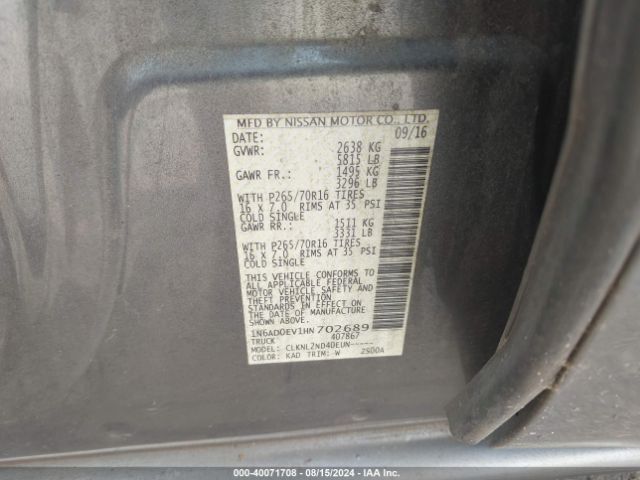 MFD BY NISSAN MOTOR CO., LTD.
DATE: 09/16
GVWR: 2638 KG
5815 LB
GAWR FR.: 1495 KG
3296 LB
WITH P265/70R16 TIRES
16 X 7.0 RIMS AT 35 PSI
COLD SINGLE
GAWR RR.: 1511 KG
3331 LB
WITH P265/70R16 TIRES
16 X 7.0 RIMS AT 35 PSI
COLD SINGLE
THIS VEHICLE CONFORMS TO
ALL APPLICABLE FEDERAL
MOTOR VEHICLE SAFETY AND
THEFT PREVENTION
STANDARDS IN EFFECT ON
THE DATE OF MANUFACTURE
SHOWN ABOVE.
1N6AD0EV1HN702689
TRUCK 407867
MODEL: CLKNLZND4DEUN-----
COLOR: KAD TRIM: W 2S00A
000-40071708 - 08/15/2024 - IAA Inc.